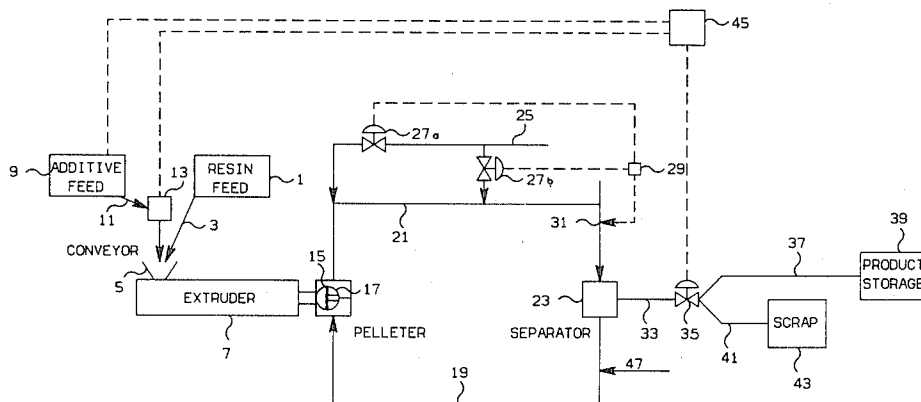 45
25
27a
29
9
ADDITIVE
FEED
13
RESIN
FEED
1
27b
11
3
21
31
39
CONVEYOR
15
37
PRODUCT
STORAGE
5
EXTRUDER
17
23
SCRAP
33
35
41
7
PELLETER
SEPARATOR
43
47
19